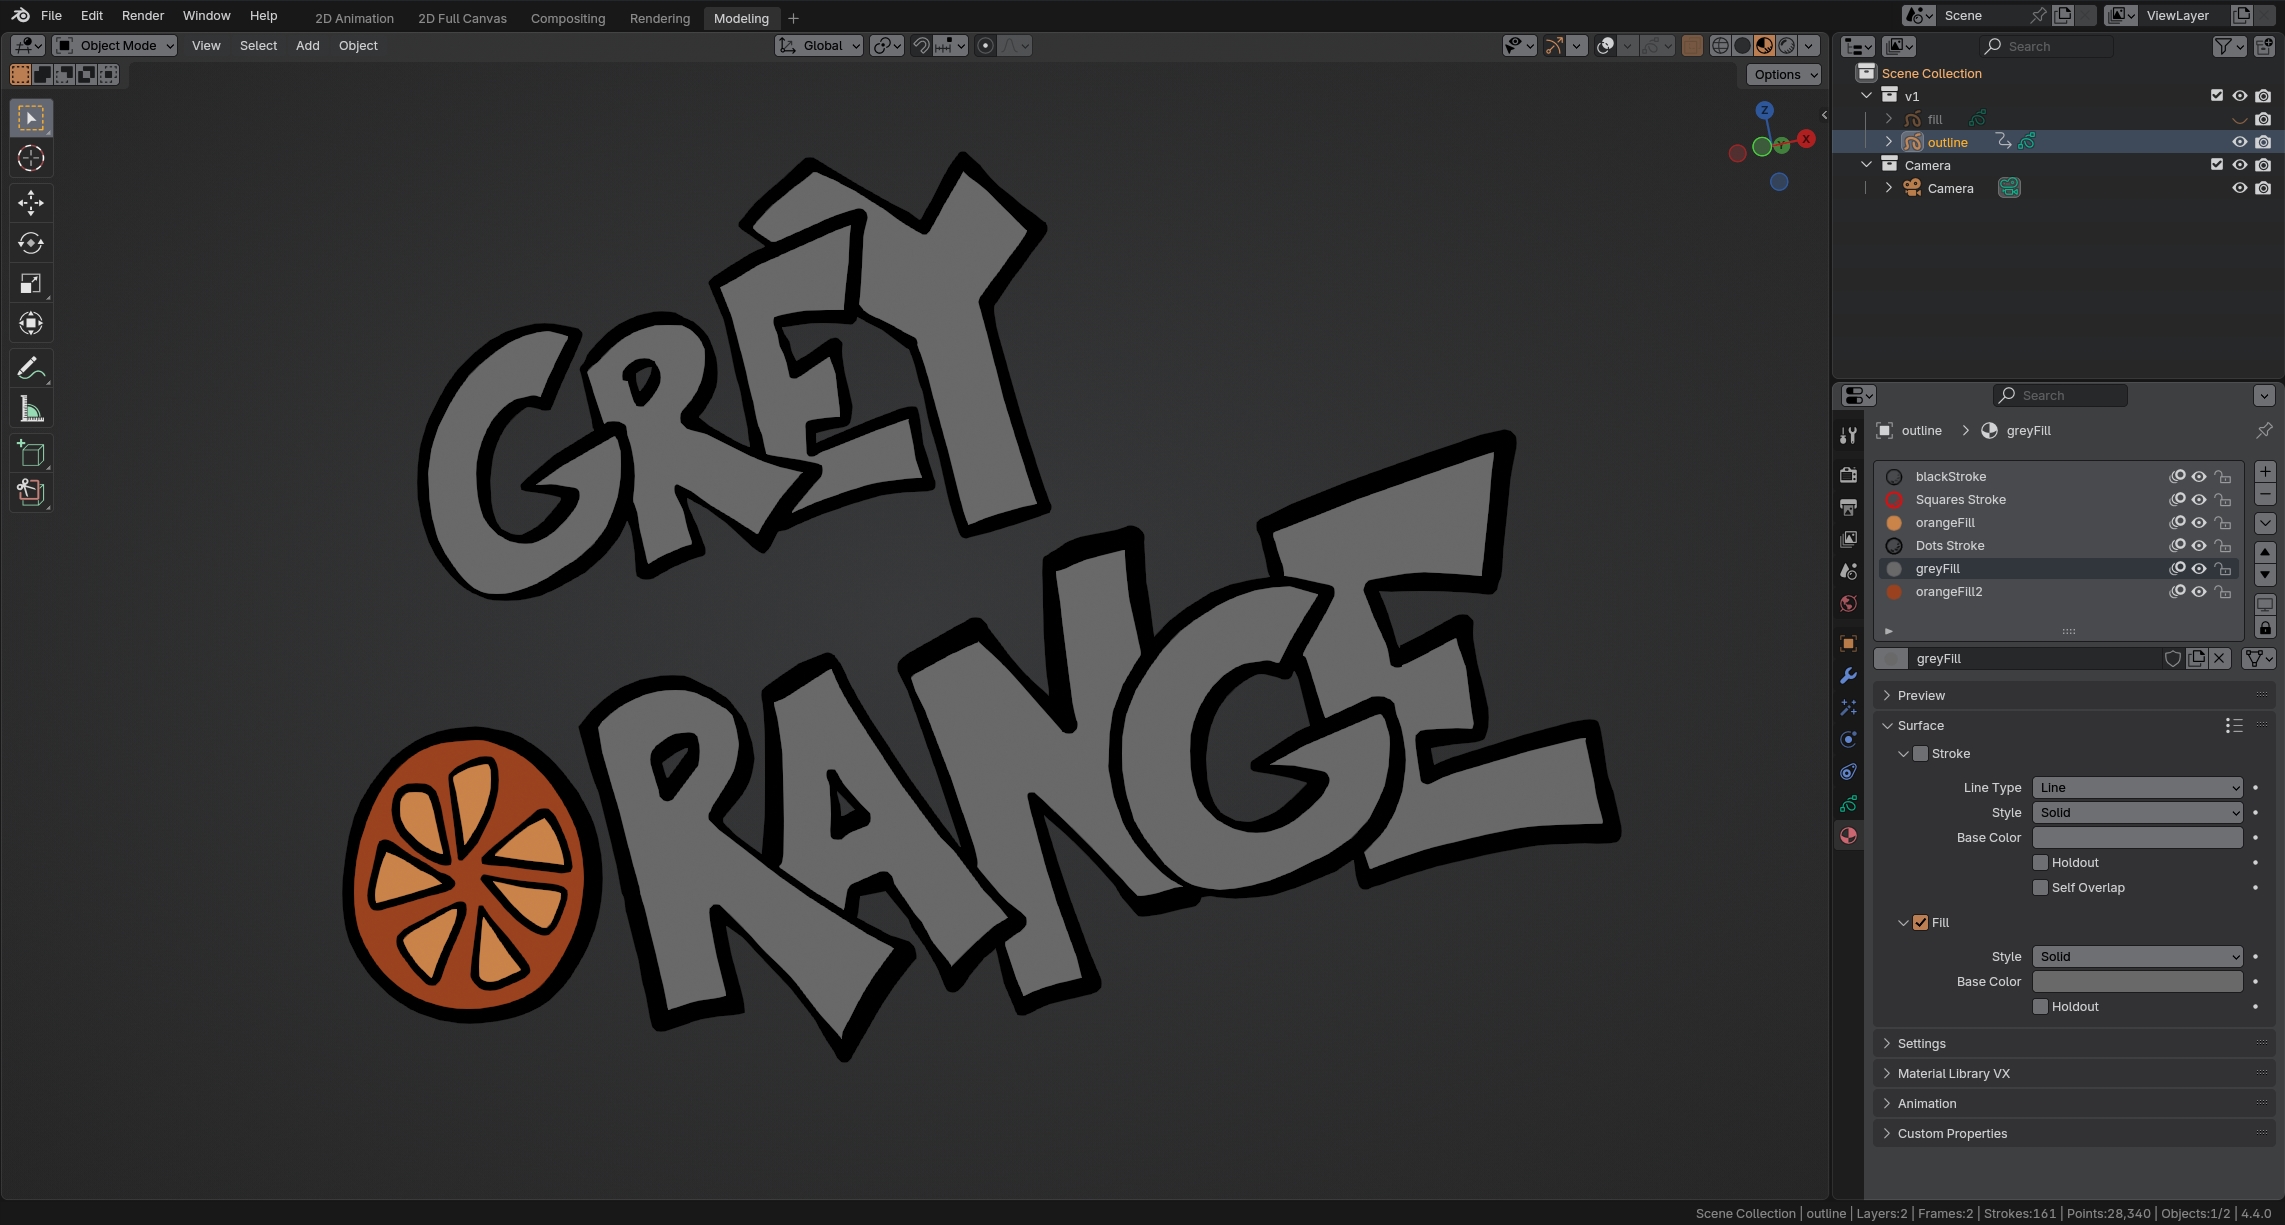 File Edit Render Window Help 2D Animation 2D Full Canvas Compositing Rendering Modeling + Scene ViewLayer
Object Mode View Select Add Object Global Search
Options
Scene Collection
v1
fill
outline
Camera
Camera
Z
X
Y
GREY
RANGE
Search
outline > greyFill
blackStroke
Squares Stroke
orangeFill
Dots Stroke
greyFill
orangeFill2
greyFill
Preview
Surface
Stroke
Line Type Line
Style Solid
Base Color
Holdout
Self Overlap
Fill
Style Solid
Base Color
Holdout
Settings
Material Library VX
Animation
Custom Properties
Scene Collection | outline | Layers:2 | Frames:2 | Strokes:161 | Points:28,340 | Objects:1/2 | 4.4.0